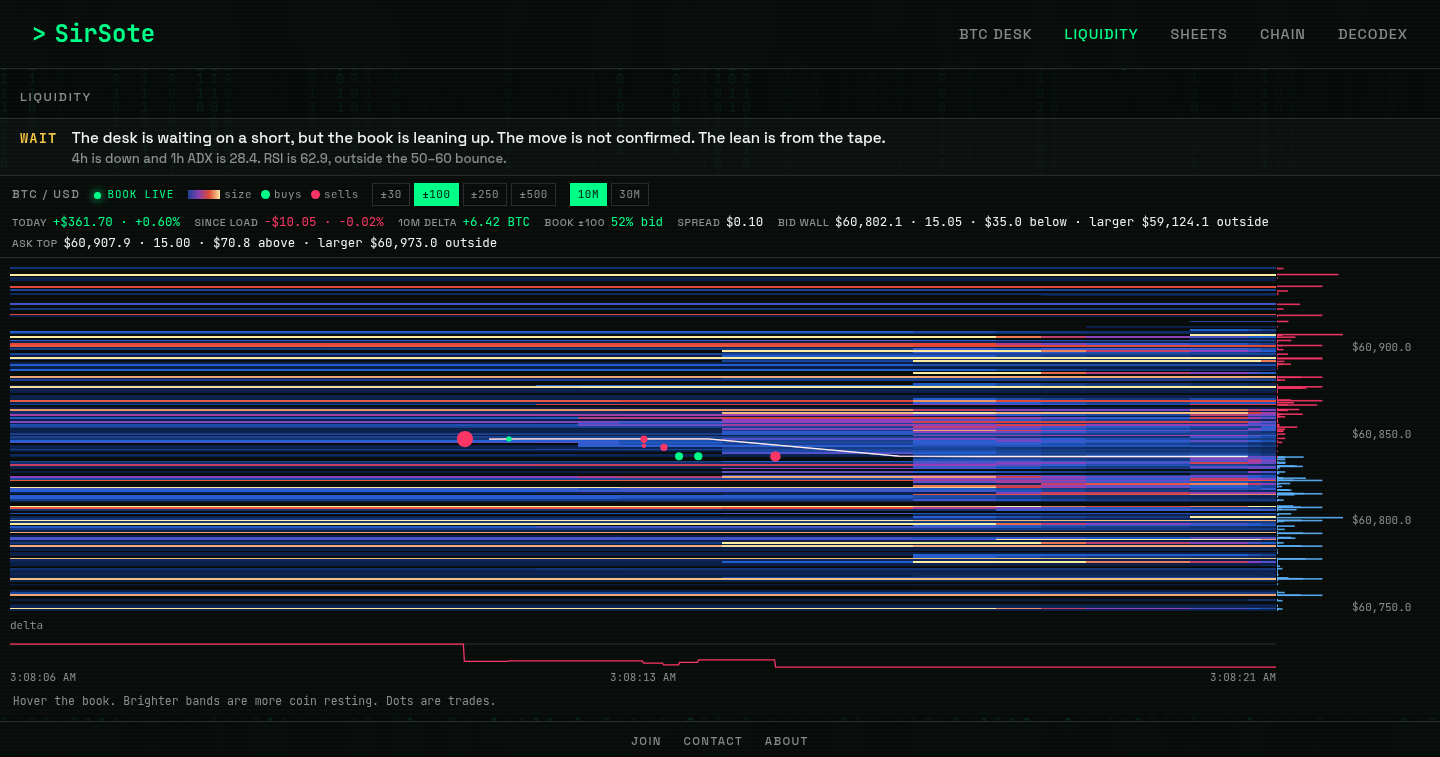 > SirSote
BTC DESK LIQUIDITY SHEETS CHAIN DECODEX
LIQUIDITY
WAIT The desk is waiting on a short, but the book is leaning up. The move is not confirmed. The lean is from the tape.
4h is down and 1h ADX is 28.4. RSI is 62.9, outside the 50–60 bounce.
BTC / USD BOOK LIVE size buys sells ±30 ±100 ±250 ±500 10M 30M
TODAY +$361.70 · +0.60% SINCE LOAD -$10.05 · -0.02% 10M DELTA +6.42 BTC BOOK ±100 52% bid SPREAD $0.10 BID WALL $60,802.1 · 15.05 · $35.0 below · larger $59,124.1 outside
ASK TOP $60,907.9 · 15.00 · $70.8 above · larger $60,973.0 outside
$60,900.0
$60,850.0
$60,800.0
$60,750.0
delta
3:08:06 AM 3:08:13 AM 3:08:21 AM
Hover the book. Brighter bands are more coin resting. Dots are trades.
JOIN CONTACT ABOUT